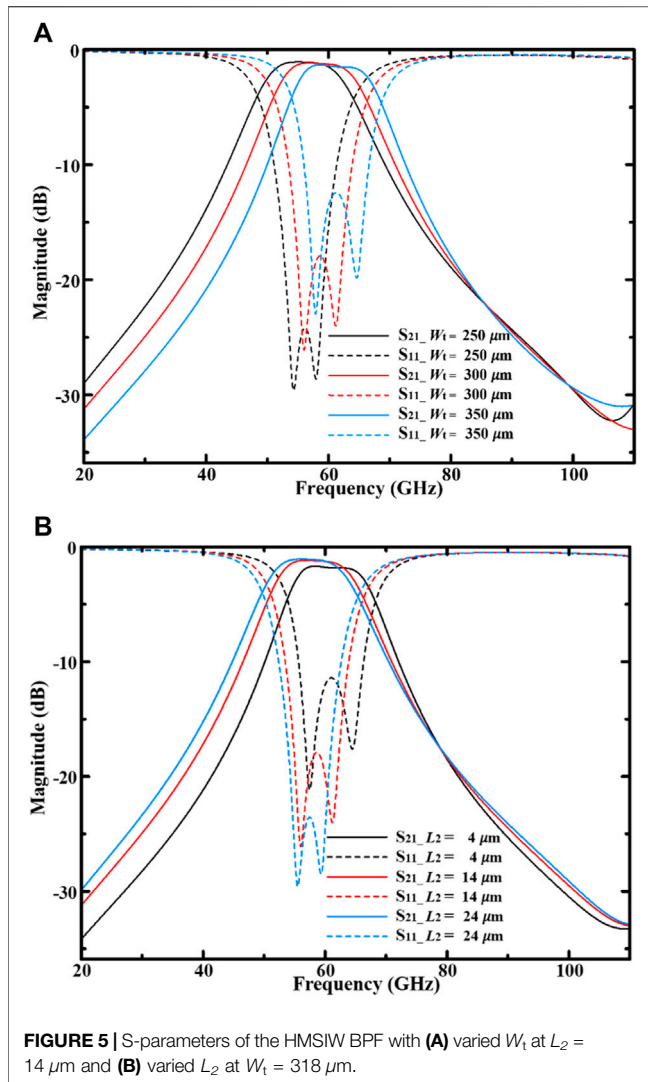 A
0
-10
-20
-30
Magnitude (dB)
S21_ Wt = 250 μm
S11_ Wt = 250 μm
S21_ Wt = 300 μm
S11_ Wt = 300 μm
S21_ Wt = 350 μm
S11_ Wt = 350 μm
20 40 60 80 100
Frequency (GHz)
B
0
-10
-20
-30
Magnitude (dB)
S21_ L2 = 4 μm
S11_ L2 = 4 μm
S21_ L2 = 14 μm
S11_ L2 = 14 μm
S21_ L2 = 24 μm
S11_ L2 = 24 μm
20 40 60 80 100
Frequency (GHz)
FIGURE 5 | S-parameters of the HMSIW BPF with (A) varied Wt at L2 =
14 μm and (B) varied L2 at Wt = 318 μm.